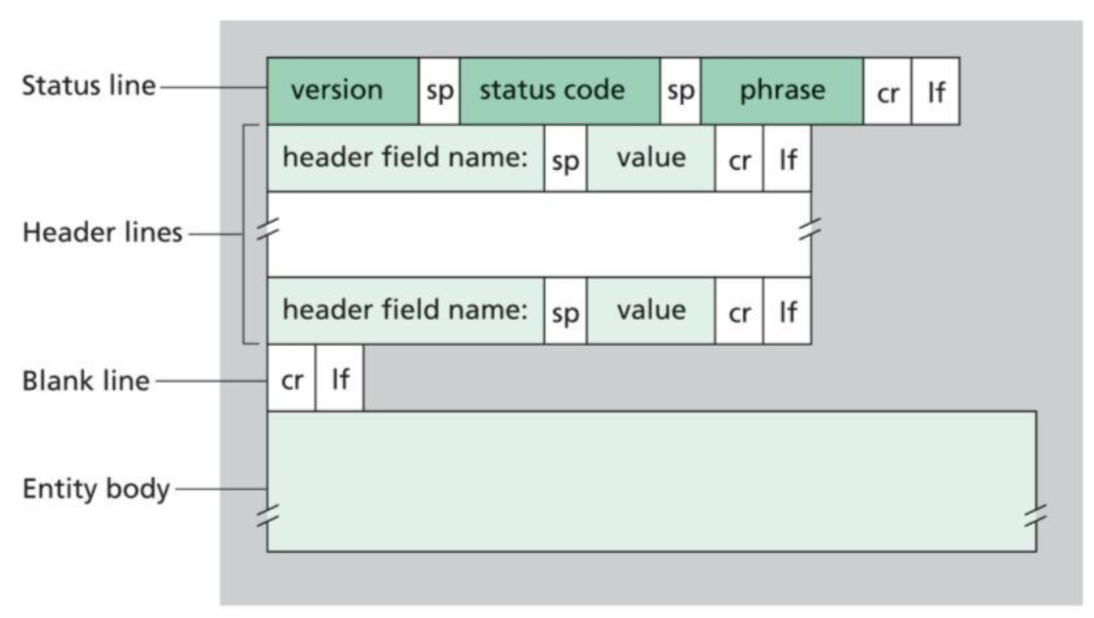 Status line version sp status code sp phrase cr lf
header field name: sp value cr lf
Header lines
header field name: sp value cr lf
Blank line cr lf
Entity body